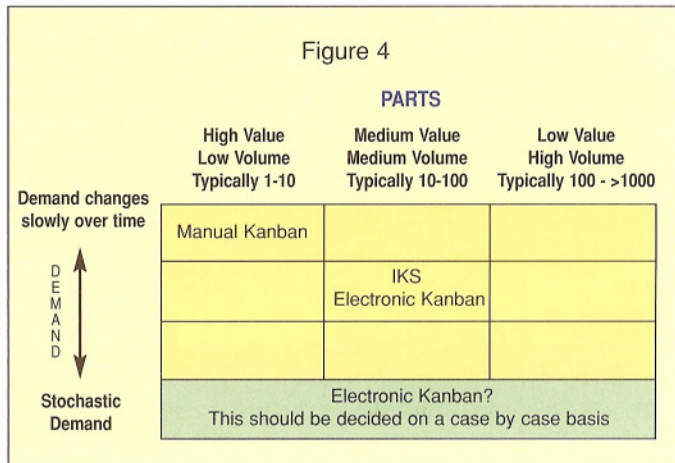 Figure 4
PARTS
High Value
Low Volume
Typically 1-10
Medium Value
Medium Volume
Typically 10-100
Low Value
High Volume
Typically 100 - >1000
Demand changes
slowly over time
Manual Kanban
DEMAND
IKS
Electronic Kanban
Stochastic
Demand
Electronic Kanban?
This should be decided on a case by case basis